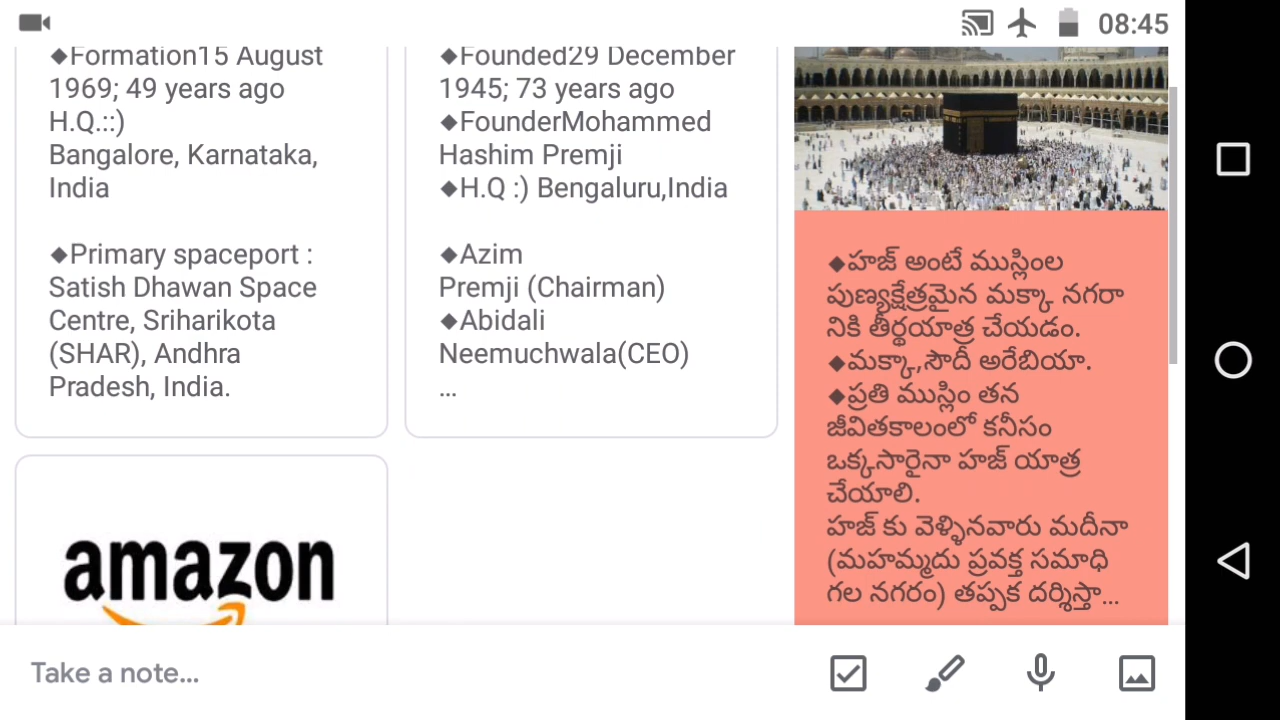 08:45
◆Formation15 August
1969; 49 years ago
H.Q.::)
Bangalore, Karnataka,
India
◆Primary spaceport :
Satish Dhawan Space
Centre, Sriharikota
(SHAR), Andhra
Pradesh, India.
◆Founded29 December
1945; 73 years ago
◆FounderMohammed
Hashim Premji
◆H.Q :) Bengaluru,India
◆Azim
Premji (Chairman)
◆Abidali
Neemuchwala(CEO)
...
◆హజ్ అంటే ముస్లింల
పుణ్యక్షేత్రమైన మక్కా నగరా
నికి తీర్థయాత్ర చేయడం.
◆మక్కా,సౌదీ అరేబియా.
◆ప్రతి ముస్లిం తన
జీవితకాలంలో కనీసం
ఒక్కసారైనా హజ్ యాత్ర
చేయాలి.
హజ్ కు వెళ్ళినవారు మదీనా
(మహమ్మదు ప్రవక్త సమాధి
గల నగరం) తప్పక దర్శిస్తా...
amazon
Take a note...